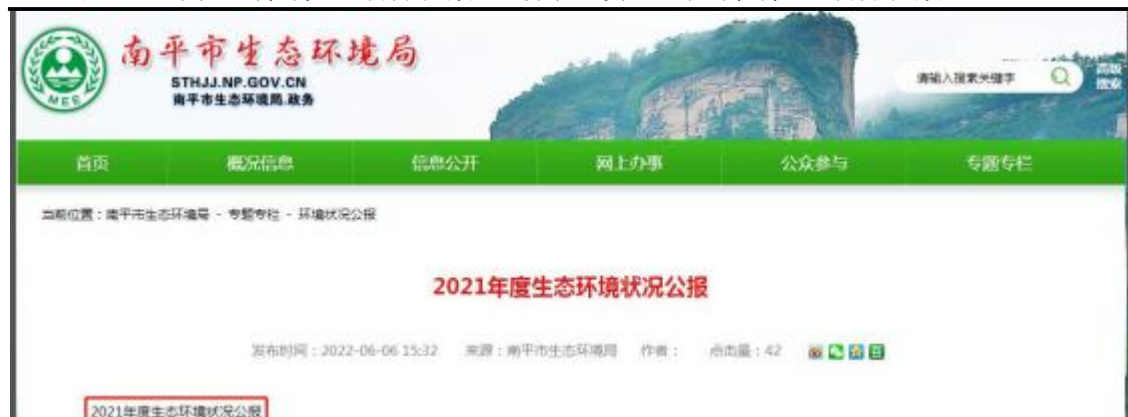 MEE
南平市生态环境局
STHJJ.NP.GOV.CN
南平市生态环境局.政务
请输入搜索关键字
高级
搜索
首页 概况信息 信息公开 网上办事 公众参与 专题专栏
当前位置：南平市生态环境局 - 专题专栏 - 环境状况公报
2021年度生态环境状况公报
发布时间：2022-06-06 15:32 来源：南平市生态环境局 作者： 点击量：42
2021年度生态环境状况公报